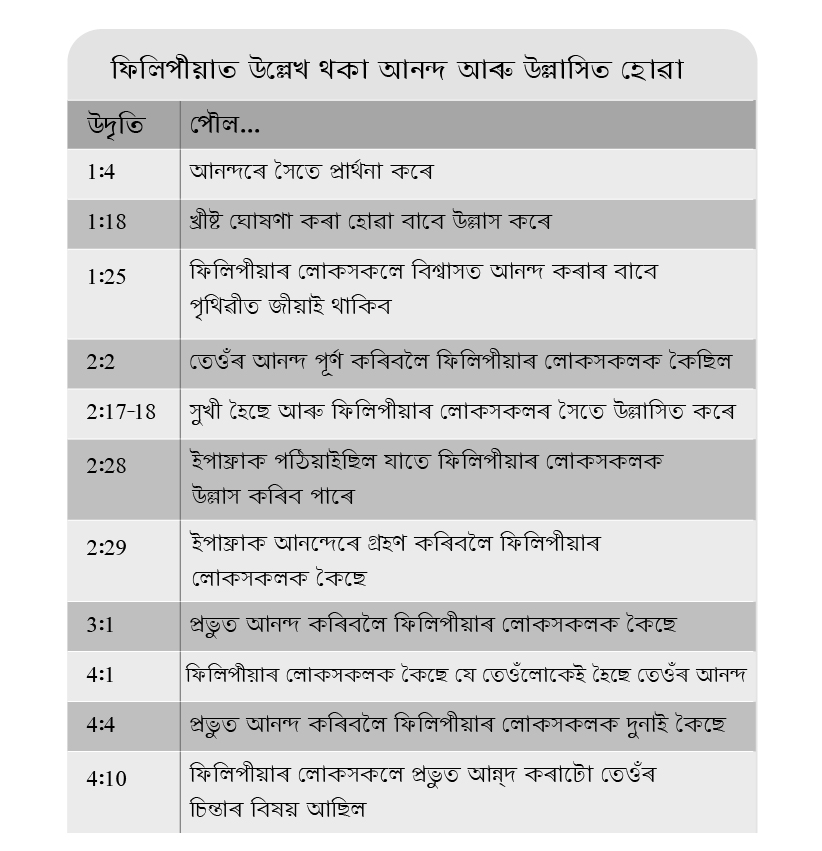 ফিলিপীয়াত উল্লেখ থকা আনন্দ আৰু উল্লাসিত হোৱা
উদৃতি পৌল...
1:4 আনন্দৰে সৈতে প্ৰাৰ্থনা কৰে
1:18 খ্ৰীষ্ট ঘোষণা কৰা হোৱা বাবে উল্লাস কৰে
1:25 ফিলিপীয়াৰ লোকসকলে বিশ্বাসত আনন্দ কৰাৰ বাবে
পৃথিৱীত জীয়াই থাকিব
2:2 তেওঁৰ আনন্দ পূৰ্ণ কৰিবলৈ ফিলিপীয়াৰ লোকসকলক কৈছিল
2:17-18 সুখী হৈছে আৰু ফিলিপীয়াৰ লোকসকলৰ সৈতে উল্লাসিত কৰে
2:28 ইপাফ্ৰাক পঠিয়াইছিল যাতে ফিলিপীয়াৰ লোকসকলক
উল্লাস কৰিব পাৰে
2:29 ইপাফ্ৰাক আনন্দেৰে গ্ৰহণ কৰিবলৈ ফিলিপীয়াৰ
লোকসকলক কৈছে
3:1 প্ৰভুত আনন্দ কৰিবলৈ ফিলিপীয়াৰ লোকসকলক কৈছে
4:1 ফিলিপীয়াৰ লোকসকলক কৈছে যে তেওঁলোকেই হৈছে তেওঁৰ আনন্দ
4:4 প্ৰভুত আনন্দ কৰিবলৈ ফিলিপীয়াৰ লোকসকলক দুনাই কৈছে
4:10 ফিলিপীয়াৰ লোকসকলে প্ৰভুত আন্ন্দ কৰাটো তেওঁৰ
চিন্তাৰ বিষয় আছিল